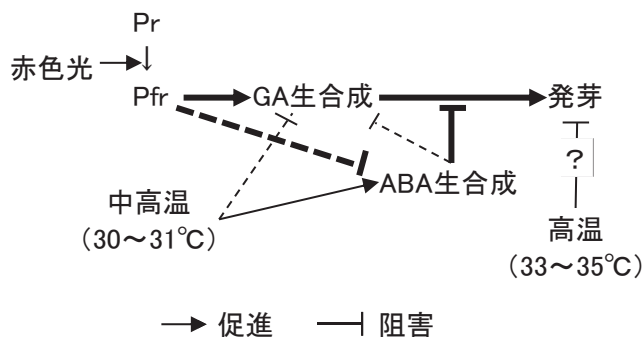 Pr
赤色光
Pfr
GA生合成
発芽
ABA生合成
?
中高温
(30～31℃)
高温
(33～35℃)
促進
阻害